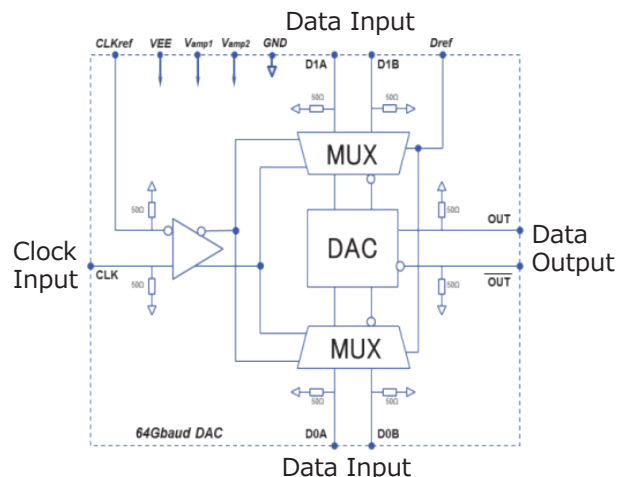 Data Input
CLKref VEE Vamp1 Vamp2 GND Dref
D1A D1B
50Ω 50Ω
MUX
50Ω 50Ω
OUT
DAC
Data
Output
Clock
Input
CLK
OUT
50Ω 50Ω
MUX
50Ω 50Ω
64Gbaud DAC
D0A D0B
Data Input